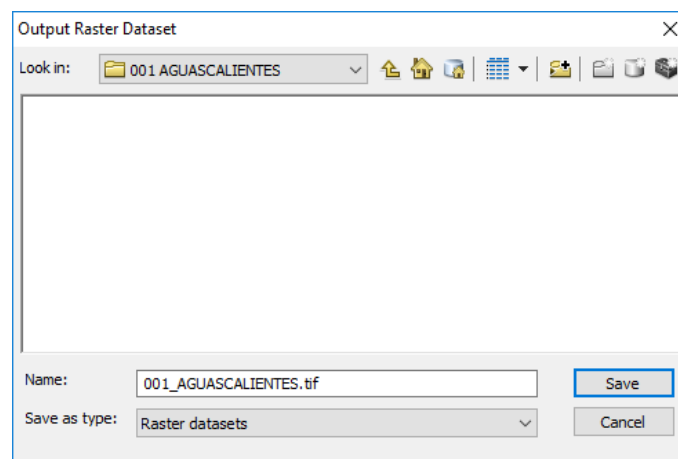 Output Raster Dataset
Look in: 001 AGUASCALIENTES
Name: 001_AGUASCALIENTES.tif Save
Save as type: Raster datasets Cancel